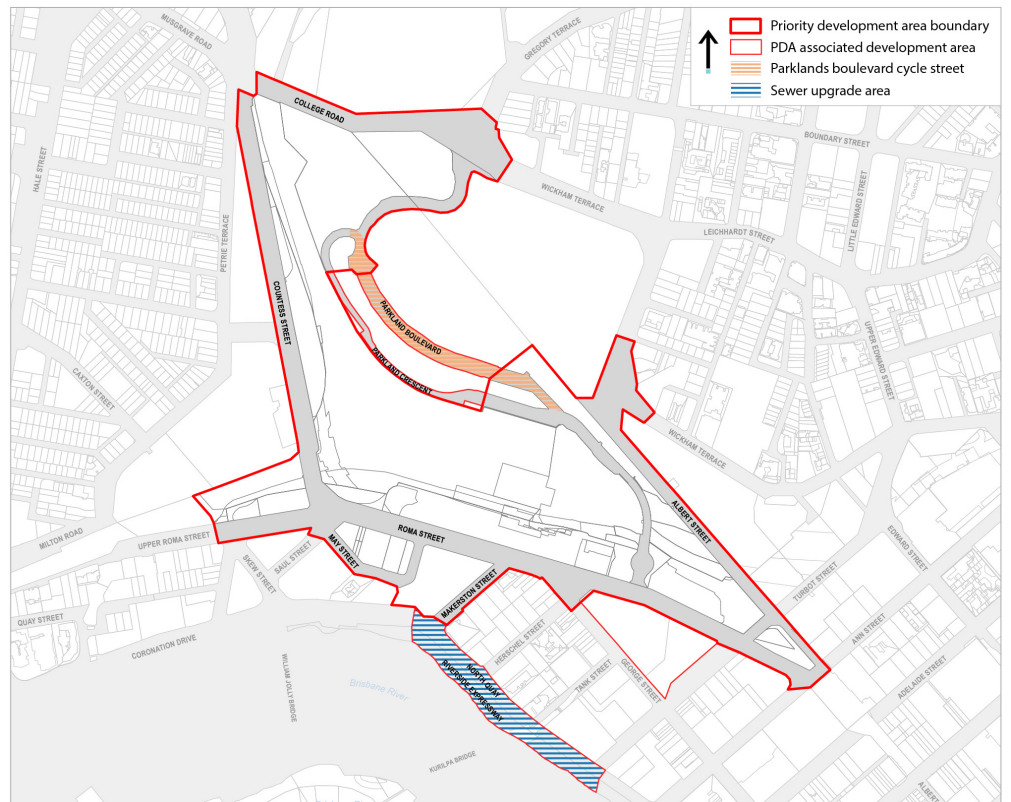 Priority development area boundary
PDA associated development area
Parklands boulevard cycle street
Sewer upgrade area
MUSGRAVE ROAD
GREGORY TERRACE
COLLEGE ROAD
BOUNDARY STREET
HALE STREET
WICKHAM TERRACE
LITTLE EDWARD STREET
PETRIE TERRACE
LEICHHARDT STREET
COUNTESS STREET
PARKLAND BOULEVARD
UPPER EDWARD STREET
PARKLAND CRESCENT
CAXTON STREET
WICKHAM TERRACE
ALBERT STREET
MILTON ROAD
UPPER ROMA STREET
ROMA STREET
EDWARD STREET
MAY STREET
SAUL STREET
SKEW STREET
MAKERSTON STREET
TURBOT STREET
QUAY STREET
CORONATION DRIVE
HERSCHEL STREET
ANN STREET
WILLIAM JOLLY BRIDGE
Brisbane River
NORTH QUAY
RIVERSIDE EXPRESSWAY
TANK STREET
GEORGE STREET
ADELAIDE STREET
KURILPA BRIDGE
ALBERT